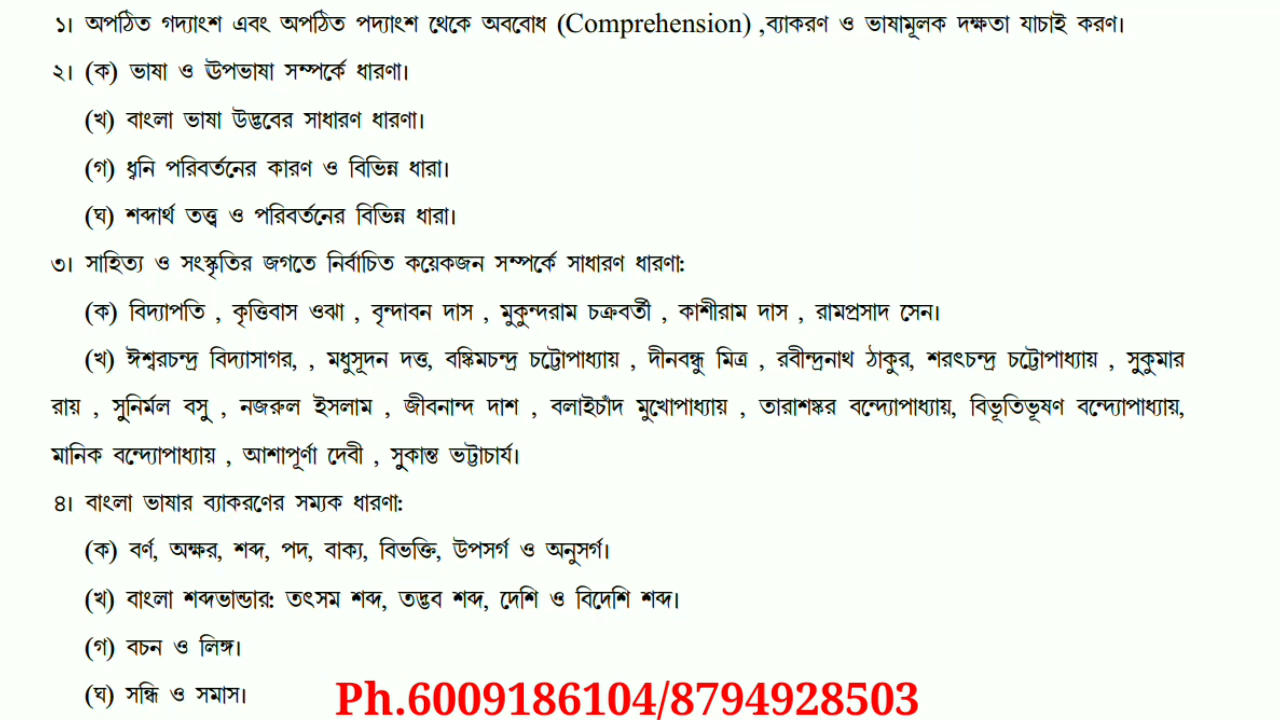 ১। অপঠিত গদ্যাংশ এবং অপঠিত পদ্যাংশ থেকে অববোধ (Comprehension) ,ব্যাকরণ ও ভাষামূলক দক্ষতা যাচাই করণ।
২। (ক) ভাষা ও ঊপভাষা সম্পর্কে ধারণা।
(খ) বাংলা ভাষা উদ্ভবের সাধারণ ধারণা।
(গ) ধ্বনি পরিবর্তনের কারণ ও বিভিন্ন ধারা।
(ঘ) শব্দার্থ তত্ত্ব ও পরিবর্তনের বিভিন্ন ধারা।
৩। সাহিত্য ও সংস্কৃতির জগতে নির্বাচিত কয়েকজন সম্পর্কে সাধারণ ধারণা:
(ক) বিদ্যাপতি , কৃত্তিবাস ওঝা , বৃন্দাবন দাস , মুকুন্দরাম চক্রবর্তী , কাশীরাম দাস , রামপ্রসাদ সেন।
(খ) ঈশ্বরচন্দ্র বিদ্যাসাগর, , মধুসূদন দত্ত, বঙ্কিমচন্দ্র চট্টোপাধ্যায় , দীনবন্ধু মিত্র , রবীন্দ্রনাথ ঠাকুর, শরৎচন্দ্র চট্টোপাধ্যায় , সুকুমার
রায় , সুনির্মল বসু , নজরুল ইসলাম , জীবনান্দ দাশ , বলাইচাঁদ মুখোপাধ্যায় , তারাশঙ্কর বন্দ্যোপাধ্যায়, বিভূতিভূষণ বন্দ্যোপাধ্যায়,
মানিক বন্দ্যোপাধ্যায় , আশাপূর্ণা দেবী , সুকান্ত ভট্টাচার্য।
৪। বাংলা ভাষার ব্যাকরণের সম্যক ধারণা:
(ক) বর্ণ, অক্ষর, শব্দ, পদ, বাক্য, বিভক্তি, উপসর্গ ও অনুসর্গ।
(খ) বাংলা শব্দভান্ডার: তৎসম শব্দ, তদ্ভব শব্দ, দেশি ও বিদেশি শব্দ।
(গ) বচন ও লিঙ্গ।
(ঘ) সন্ধি ও সমাস।
Ph.6009186104/8794928503